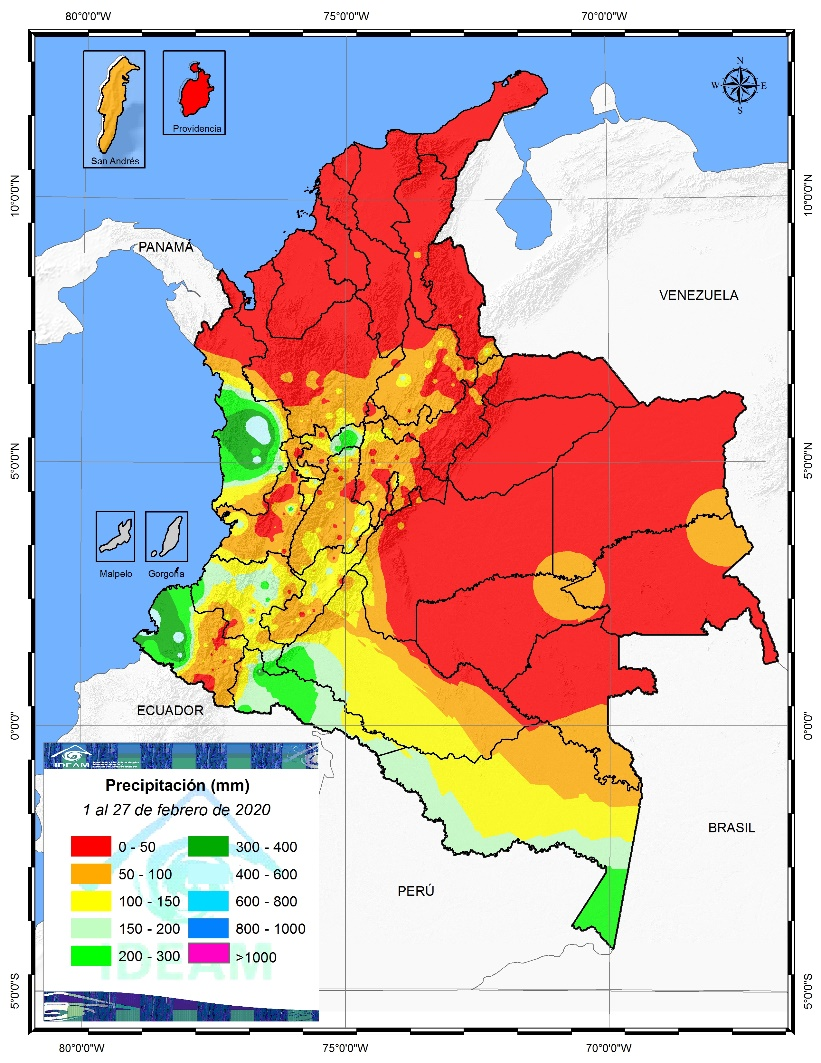 80°0'0"W 75°0'0"W 70°0'0"W
San Andrés
Providencia
N
W E
S
10°0'0"N 10°0'0"N
PANAMÁ
VENEZUELA
5°0'0"N 5°0'0"N
Malpelo Gorgona
ECUADOR
0°0'0" 0°0'0"
IDEAM
Precipitación (mm)
1 al 27 de febrero de 2020
0 - 50 300 - 400
50 - 100 400 - 600
100 - 150 600 - 800
150 - 200 800 - 1000
200 - 300 >1000
IDEAM
BRASIL
PERÚ
5°0'0"S 5°0'0"S
80°0'0"W 75°0'0"W 70°0'0"W